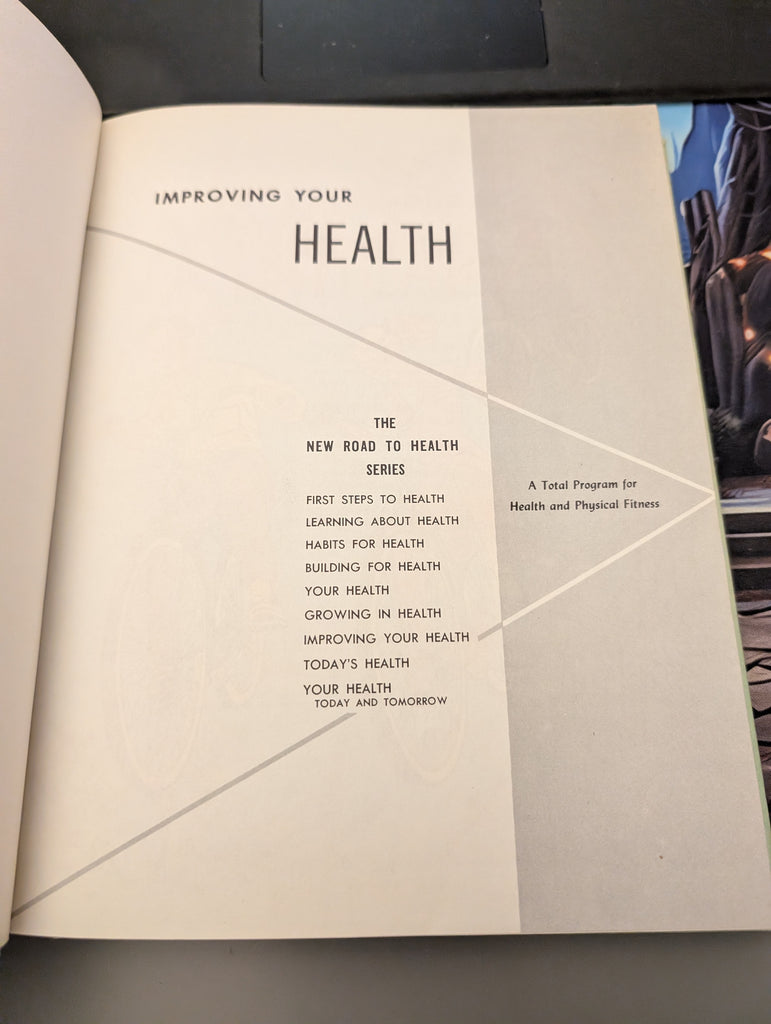 IMPROVING YOUR
HEALTH
THE
NEW ROAD TO HEALTH
SERIES
FIRST STEPS TO HEALTH
LEARNING ABOUT HEALTH
HABITS FOR HEALTH
BUILDING FOR HEALTH
YOUR HEALTH
GROWING IN HEALTH
IMPROVING YOUR HEALTH
TODAY'S HEALTH
YOUR HEALTH
TODAY AND TOMORROW
A Total Program for
Health and Physical Fitness